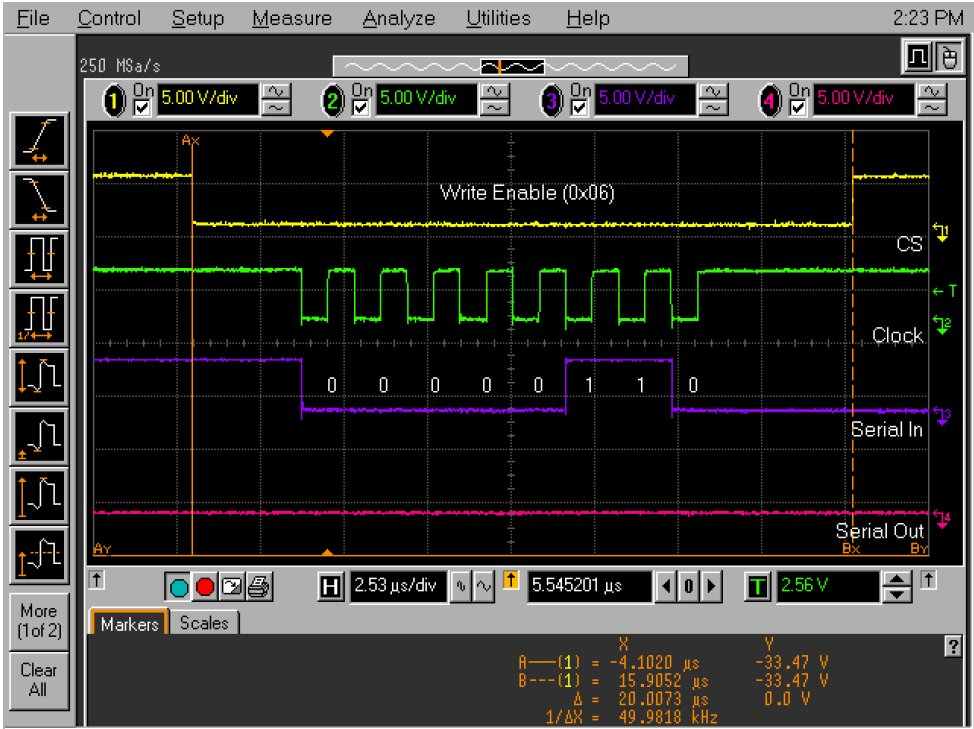 File Control Setup Measure Analyze Utilities Help 2:23 PM
250 MSa/s
1 On 5.00 V/div 2 On 5.00 V/div 3 On 5.00 V/div 4 On 5.00 V/div
Ax
Write Enable (0x06)
1
CS
T
2
Clock
0 0 0 0 0 1 1 0
3
Serial In
4
Serial Out
Ay Bx By
H 2.53 µs/div 5.545201 µs 0 T 2.56 V
More
(1of 2)
Clear
All
Markers Scales
X Y
A——(1) = -4.1020 µs -33.47 V
B---(1) = 15.9052 µs -33.47 V
Δ = 20.0073 µs 0.0 V
1/ΔX = 49.9818 kHz
?